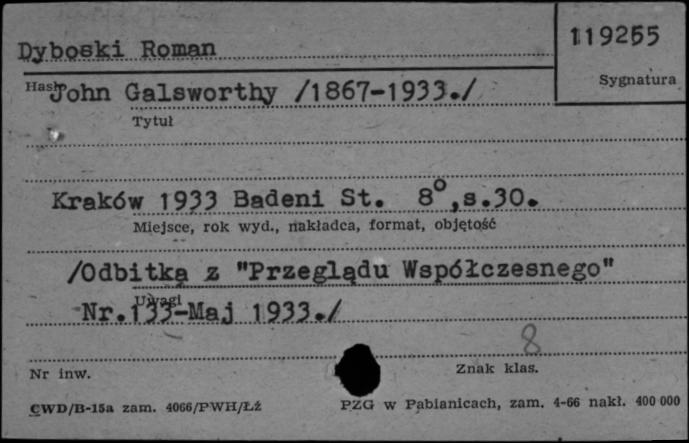 Dyboski Roman
119255
Sygnatura
Hasło
John Galsworthy /1867-1933./
Tytuł
Kraków 1933 Badeni St. 8°,s.30.
Miejsce, rok wyd., nakładca, format, objętość
/Odbitka z "Przeglądu Współczesnego"
Uwagi
Nr.133-Maj 1933./
8
Nr inw.
Znak klas.
CWD/B-15a zam. 4066/PWH/Łź
PZG w Pabianicach, zam. 4-66 nakł. 400 000